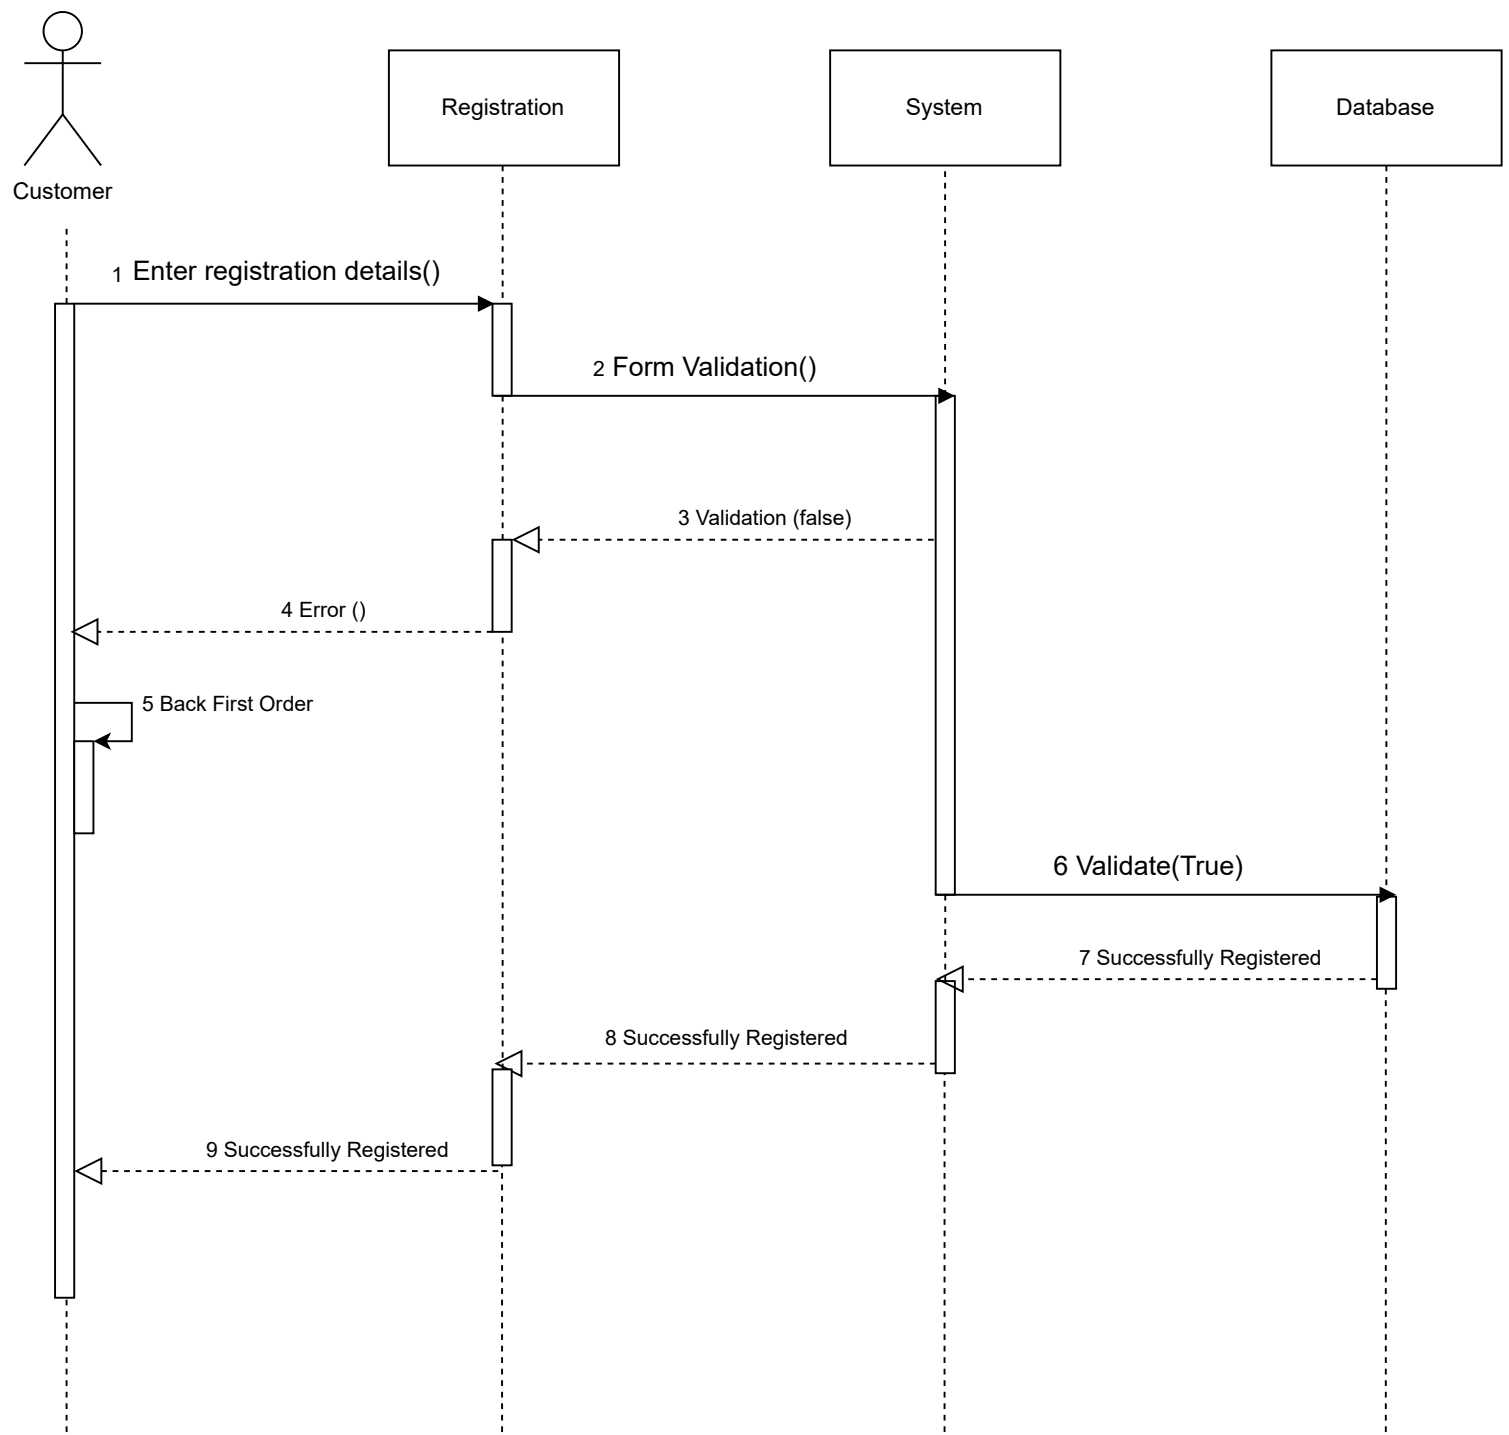 Registration
System
Database
Customer
1 Enter registration details()
2 Form Validation()
3 Validation (false)
4 Error ()
5 Back First Order
6 Validate(True)
7 Successfully Registered
8 Successfully Registered
9 Successfully Registered